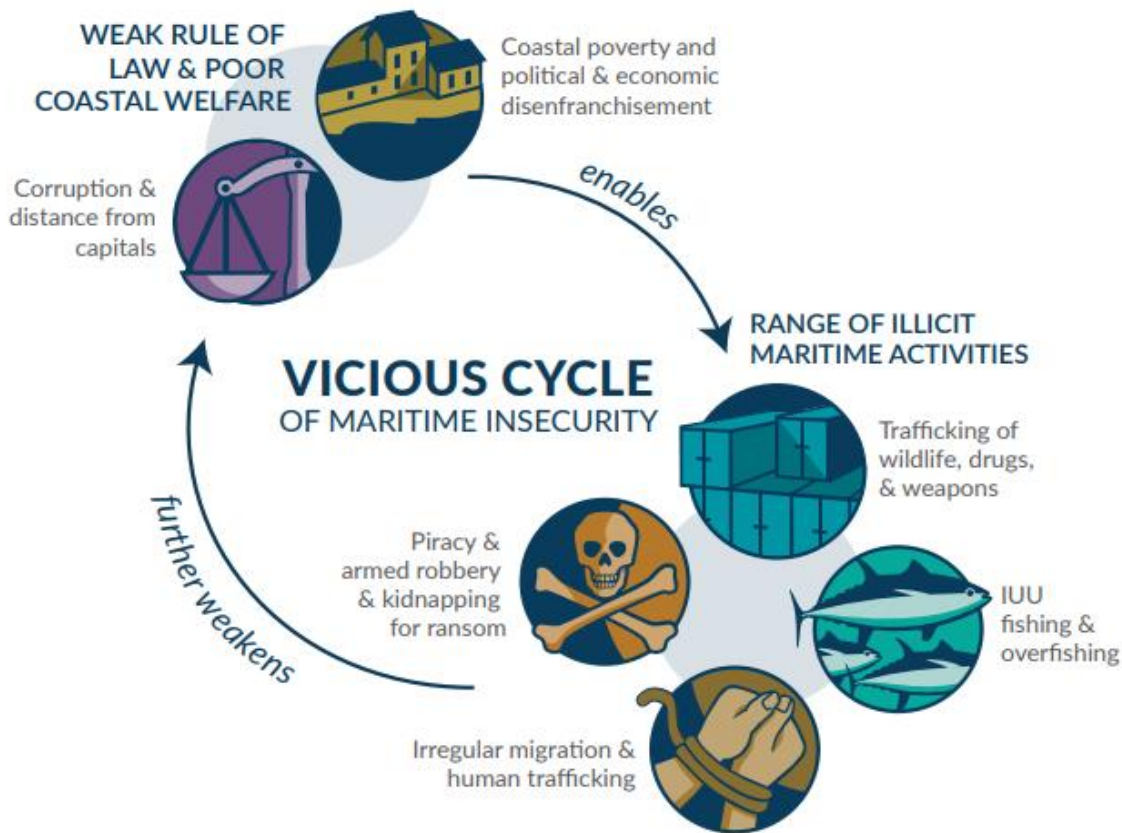 WEAK RULE OF
LAW & POOR
COASTAL WELFARE
Coastal poverty and
political & economic
disenfranchisement
Corruption &
distance from
capitals
enables
RANGE OF ILLICIT
MARITIME ACTIVITIES
VICIOUS CYCLE
OF MARITIME INSECURITY
Trafficking of
wildlife, drugs,
& weapons
Piracy &
armed robbery
& kidnapping
for ransom
IUU
fishing &
overfishing
further weakens
Irregular migration &
human trafficking